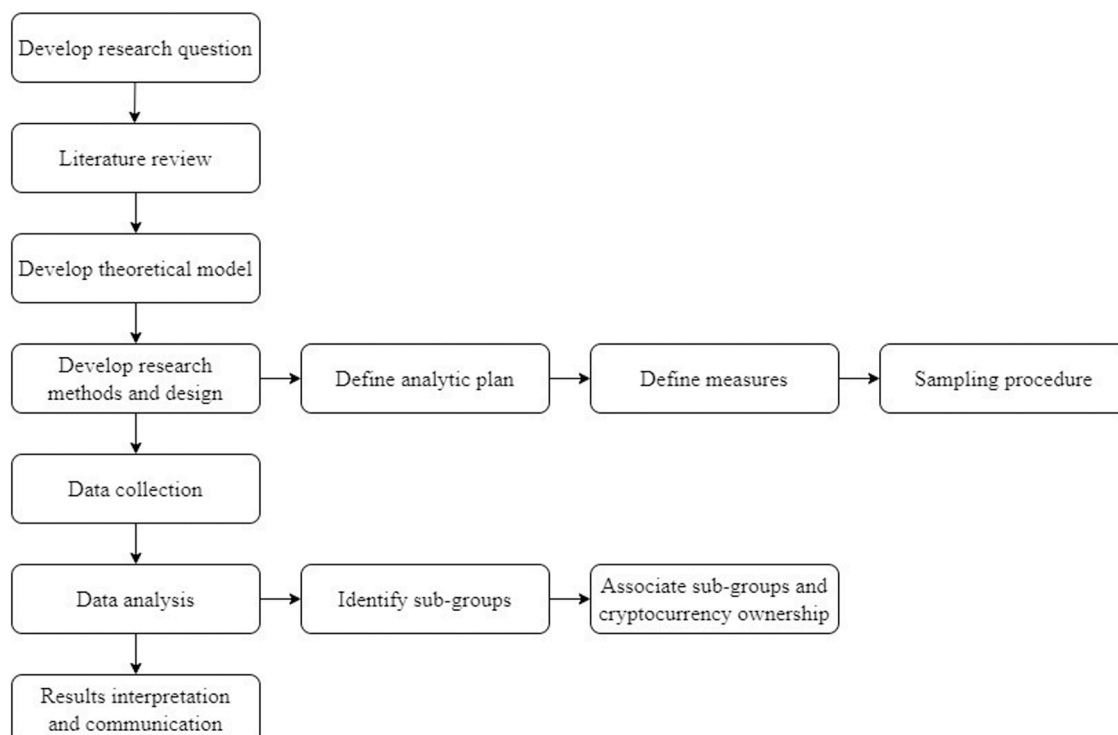 Develop research question
Literature review
Develop theoretical model
Develop research
methods and design
Define analytic plan
Define measures
Sampling procedure
Data collection
Data analysis
Identify sub-groups
Associate sub-groups and
cryptocurrency ownership
Results interpretation
and communication